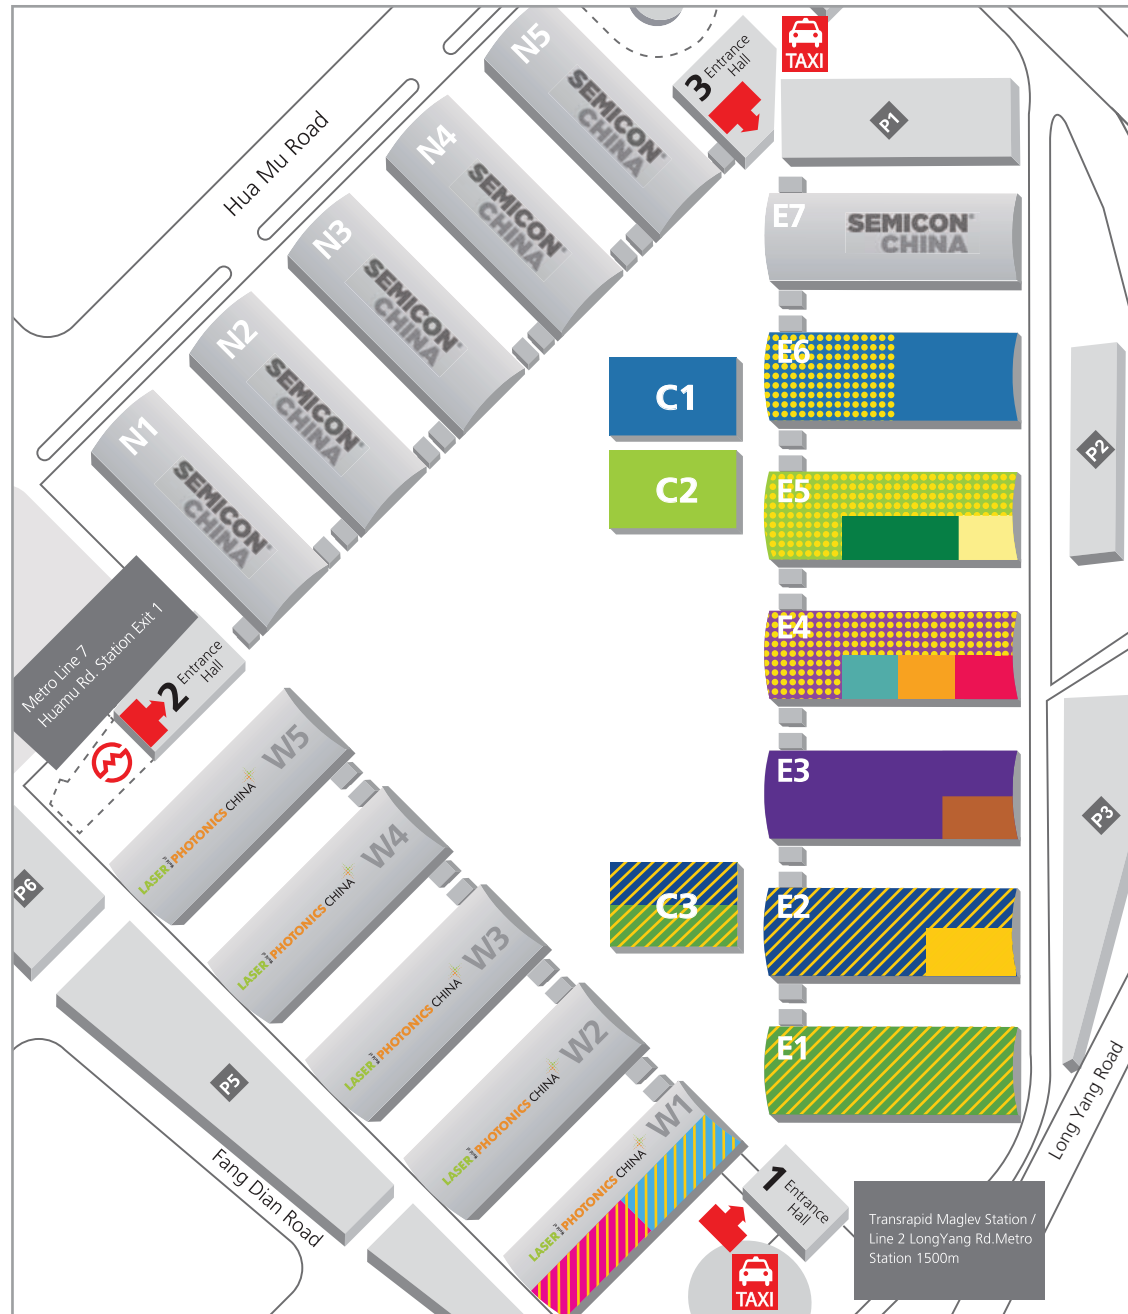 N5
SEMICON®
CHINA
3 Entrance
Hall
TAXI
P1
Hua Mu Road
N4
SEMICON®
CHINA
E7
SEMICON®
CHINA
N3
SEMICON®
CHINA
N2
SEMICON®
CHINA
E6
C1
N1
SEMICON®
CHINA
P2
C2
E5
Metro Line 7
Huamu Rd. Station Exit 1
2 Entrance
Hall
E4
W5
LASER
PHOTONICS CHINA
E3
P3
W4
LASER
PHOTONICS CHINA
P6
C3
E2
W3
LASER
PHOTONICS CHINA
W2
LASER
PHOTONICS CHINA
E1
P5
W1
LASER
PHOTONICS CHINA
Long Yang Road
Fang Dian Road
1 Entrance
Hall
Transrapid Maglev Station /
Line 2 LongYang Rd.Metro
Station 1500m
TAXI